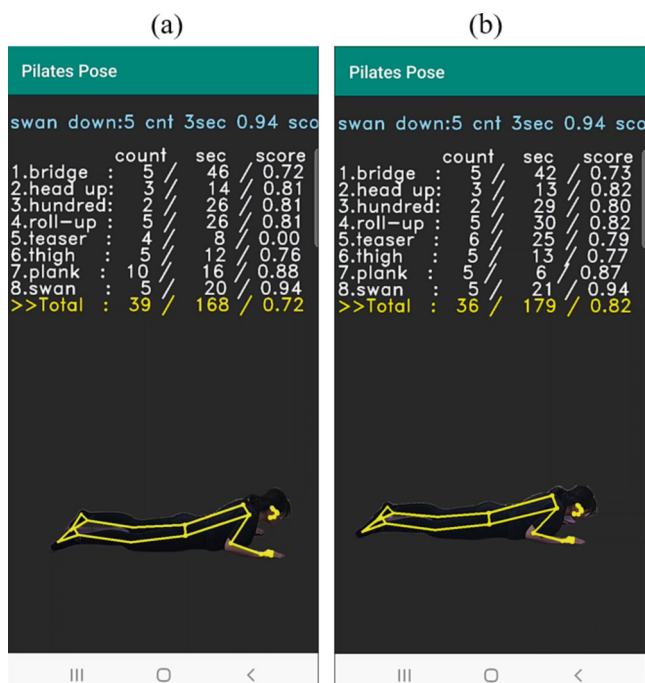 (a)
Pilates Pose
swan down:5 cnt 3sec 0.94 sco
count sec score
1.bridge : 5 / 46 / 0.72
2.head up: 3 / 14 / 0.81
3.hundred: 2 / 26 / 0.81
4.roll-up : 5 / 26 / 0.81
5.teaser : 4 / 8 / 0.00
6.thigh : 5 / 12 / 0.76
7.plank : 10 / 16 / 0.88
8.swan : 5 / 20 / 0.94
>>Total : 39 / 168 / 0.72
(b)
Pilates Pose
swan down:5 cnt 3sec 0.94 sco
count sec score
1.bridge : 5 / 42 / 0.73
2.head up: 3 / 13 / 0.82
3.hundred: 2 / 29 / 0.80
4.roll-up : 5 / 30 / 0.82
5.teaser : 6 / 25 / 0.79
6.thigh : 5 / 13 / 0.77
7.plank : 5 / 6 / 0.87
8.swan : 5 / 21 / 0.94
>>Total : 36 / 179 / 0.82